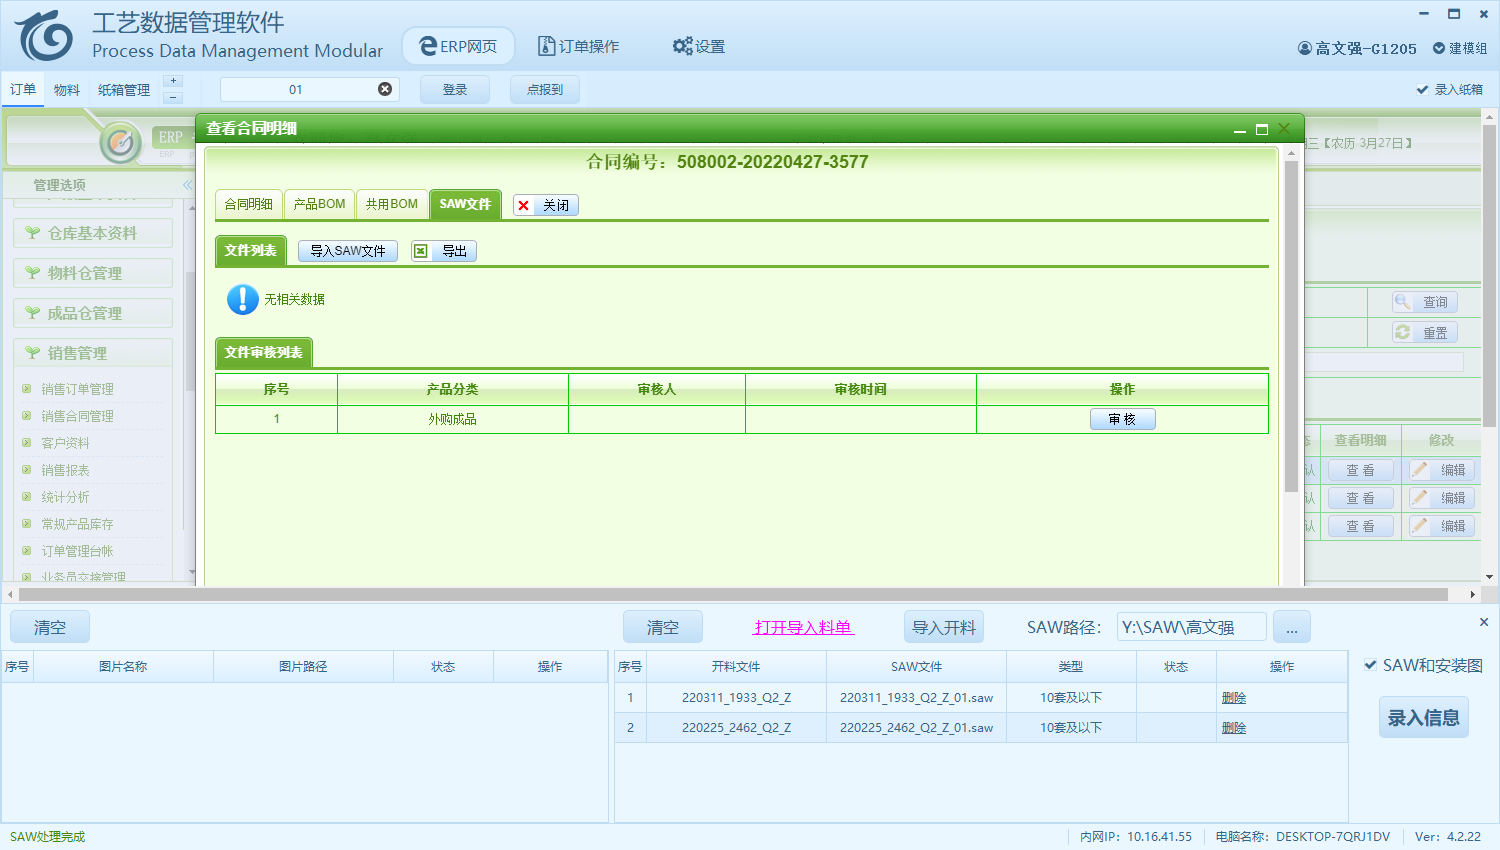 工艺数据管理软件
Process Data Management Modular
ERP网页
订单操作
设置
高文强-G1205
建模组
订单
物料
纸箱管理
+
-
01
登录
点报到
录入纸箱
ERP
三【农历 3月27日】
管理选项
仓库基本资料
物料仓管理
成品仓管理
销售管理
销售订单管理
销售合同管理
客户资料
销售报表
统计分析
常规产品库存
订单管理台帐
业务员交接管理
查看合同明细
合同编号：508002-20220427-3577
合同明细
产品BOM
共用BOM
SAW文件
关闭
文件列表
导入SAW文件
导出
无相关数据
文件审核列表
序号 产品分类 审核人 审核时间 操作
1 外购成品 审 核
查询
重置
态 查看明细 修改
认 查 看 编辑
认 查 看 编辑
认 查 看 编辑
清空
序号 图片名称 图片路径 状态 操作
清空
打开导入料单
导入开料
SAW路径：
Y:\SAW\高文强
...
序号 开料文件 SAW文件 类型 状态 操作
1 220311_1933_Q2_Z 220311_1933_Q2_Z_01.saw 10套及以下 删除
2 220225_2462_Q2_Z 220225_2462_Q2_Z_01.saw 10套及以下 删除
SAW和安装图
录入信息
SAW处理完成
内网IP：10.16.41.55
电脑名称：DESKTOP-7QRJ1DV
Ver：4.2.22